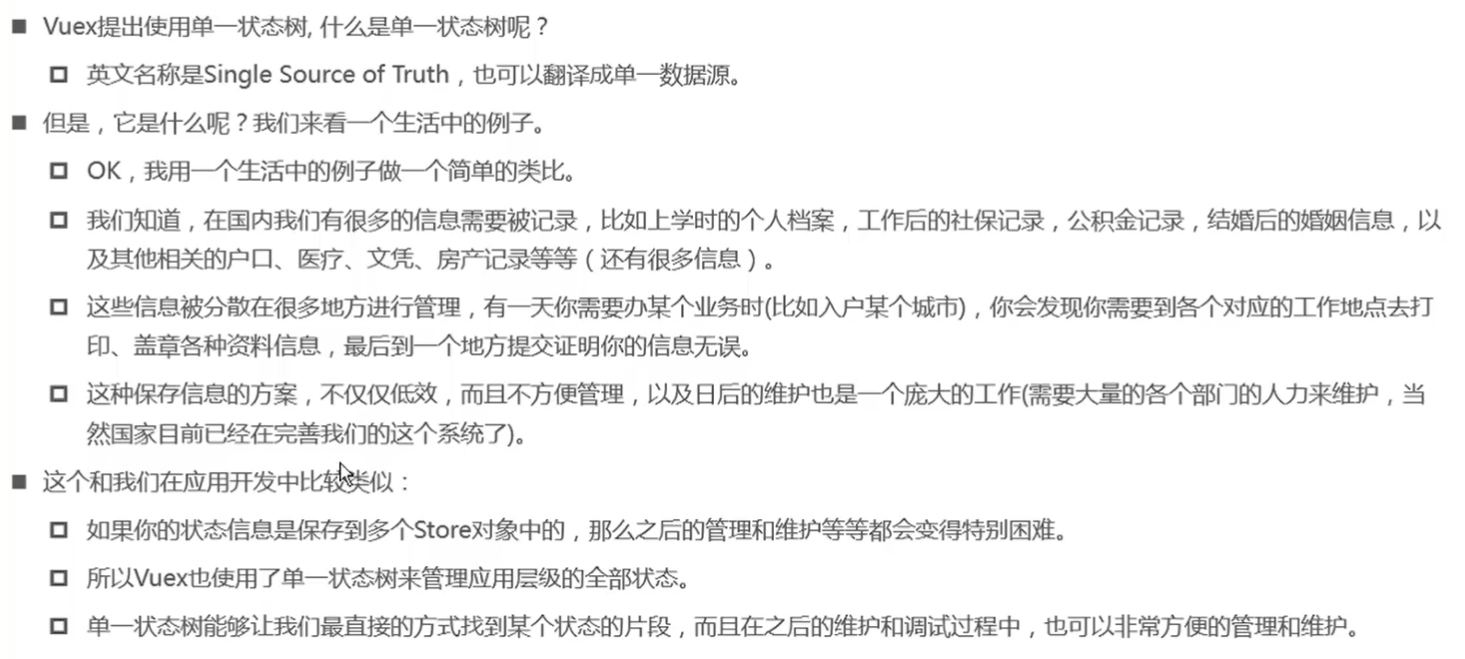 Vuex提出使用单一状态树, 什么是单一状态树呢？
英文名称是Single Source of Truth，也可以翻译成单一数据源。
但是，它是什么呢？我们来看一个生活中的例子。
OK，我用一个生活中的例子做一个简单的类比。
我们知道，在国内我们有很多的信息需要被记录，比如上学时的个人档案，工作后的社保记录，公积金记录，结婚后的婚姻信息，以
及其他相关的户口、医疗、文凭、房产记录等等（还有很多信息）。
这些信息被分散在很多地方进行管理，有一天你需要办某个业务时(比如入户某个城市)，你会发现你需要到各个对应的工作地点去打
印、盖章各种资料信息，最后到一个地方提交证明你的信息无误。
这种保存信息的方案，不仅仅低效，而且不方便管理，以及日后的维护也是一个庞大的工作(需要大量的各个部门的人力来维护，当
然国家目前已经在完善我们的这个系统了)。
这个和我们在应用开发中比较类似：
如果你的状态信息是保存到多个Store对象中的，那么之后的管理和维护等等都会变得特别困难。
所以Vuex也使用了单一状态树来管理应用层级的全部状态。
单一状态树能够让我们最直接的方式找到某个状态的片段，而且在之后的维护和调试过程中，也可以非常方便的管理和维护。